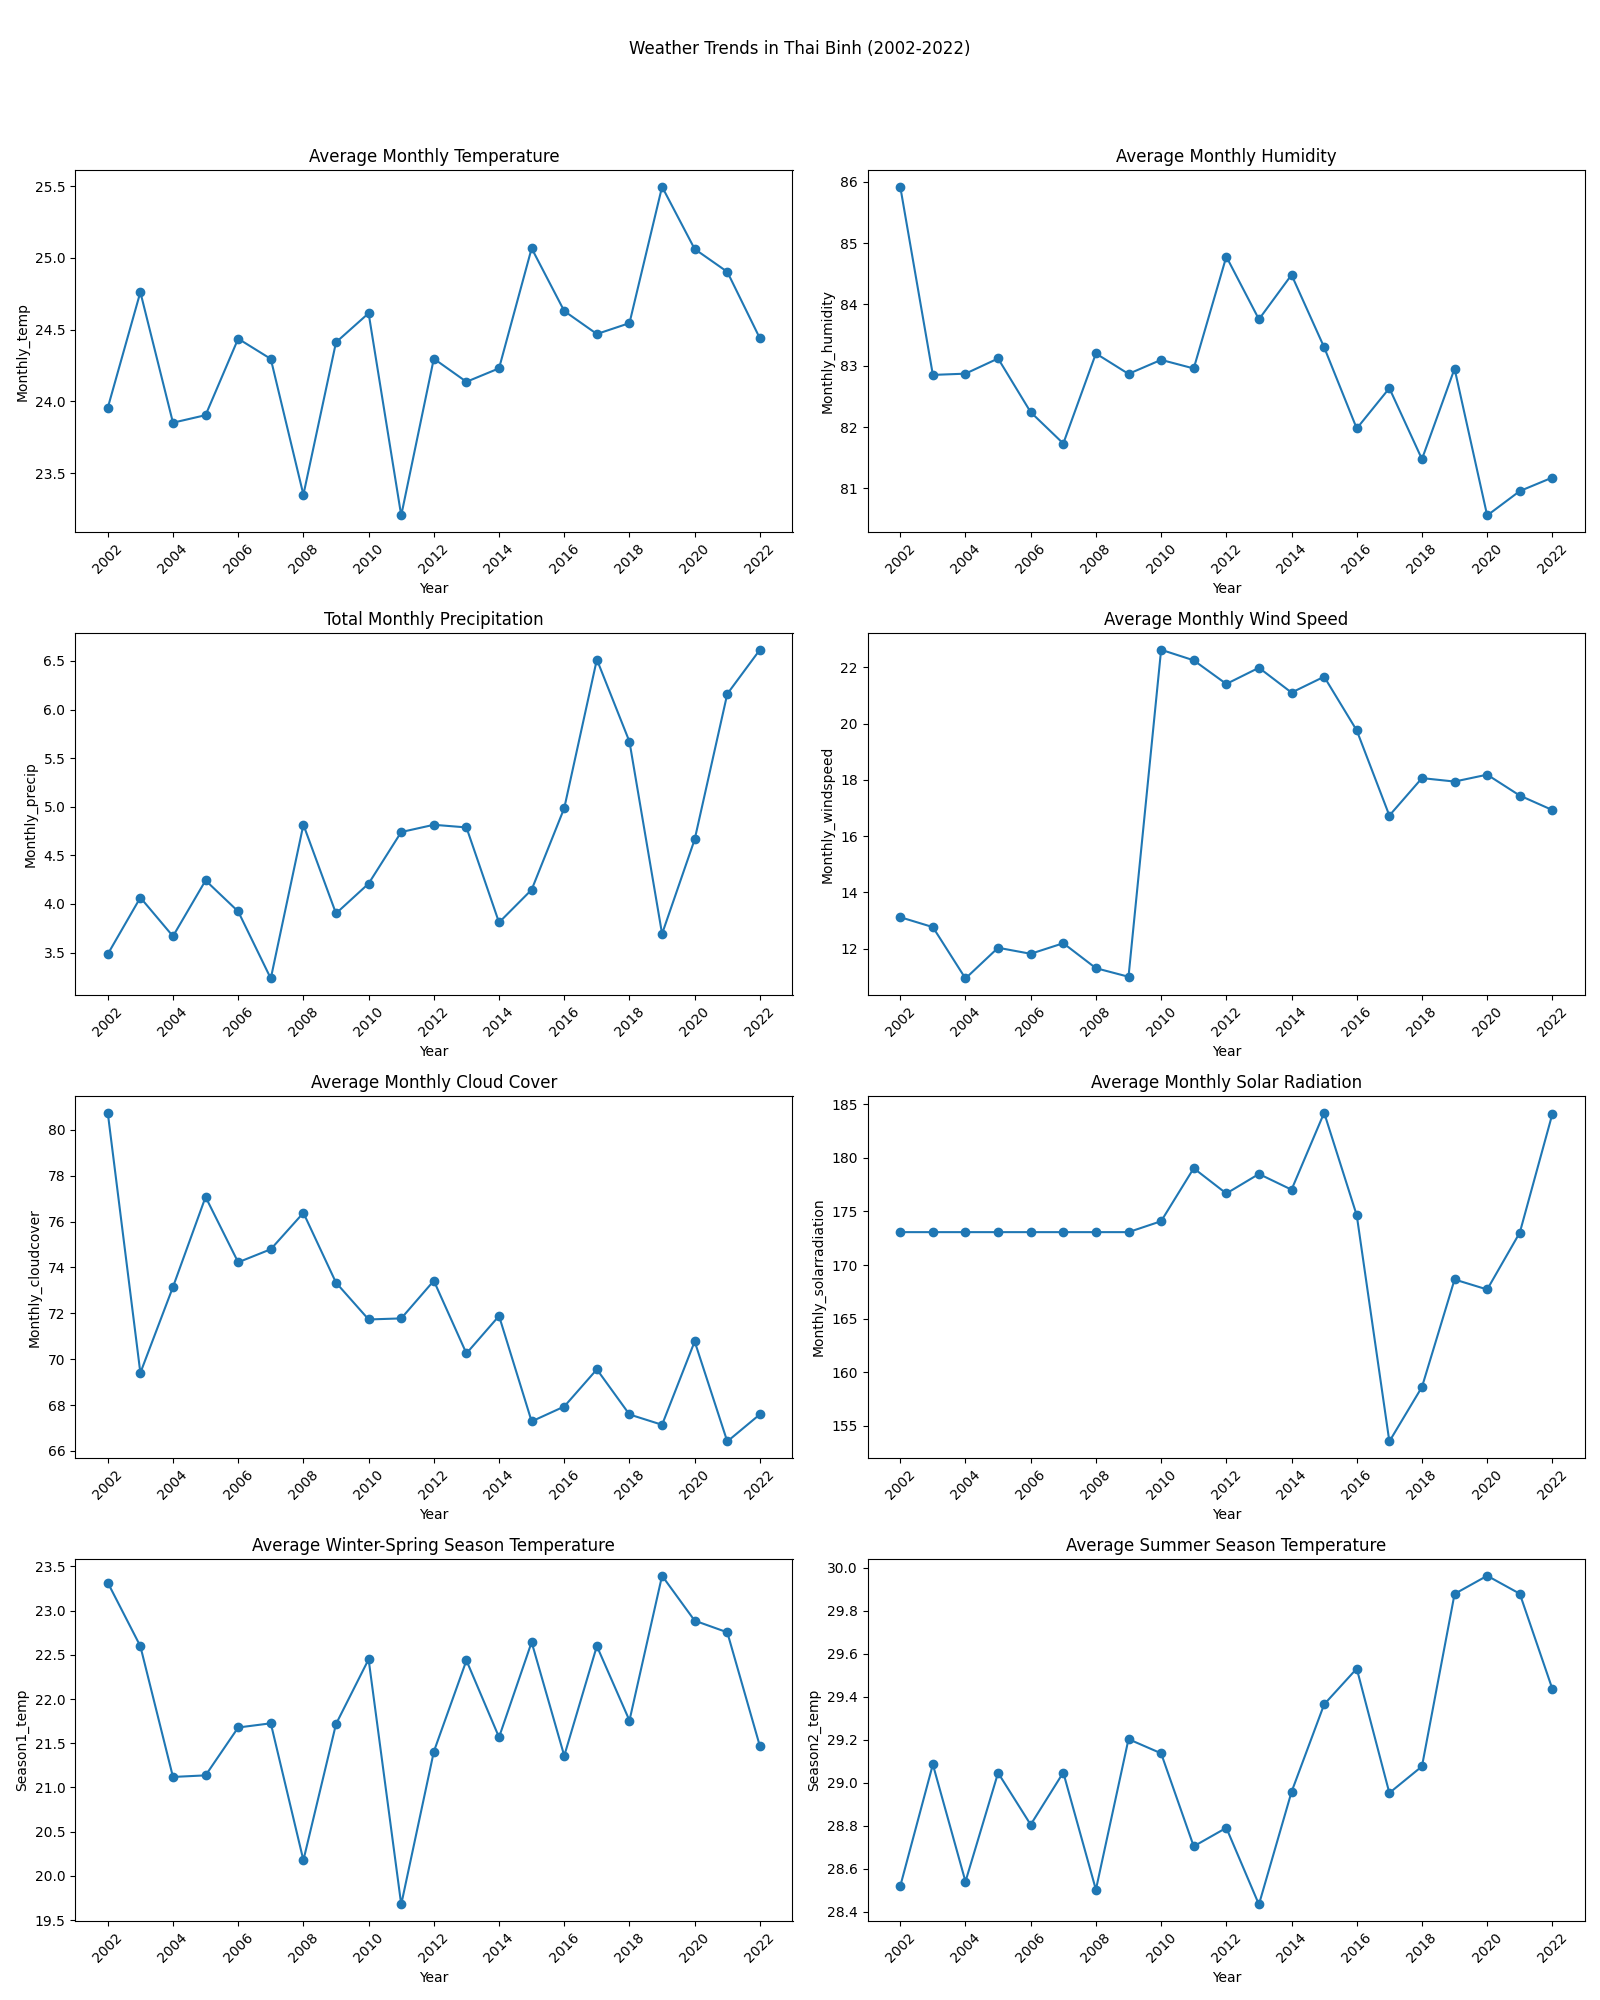 Weather Trends in Thai Binh (2002-2022)
Average Monthly Temperature
Monthly_temp
25.5
25.0
24.5
24.0
23.5
2002 2004 2006 2008 2010 2012 2014 2016 2018 2020 2022
Year
Average Monthly Humidity
Monthly_humidity
86
85
84
83
82
81
2002 2004 2006 2008 2010 2012 2014 2016 2018 2020 2022
Year
Total Monthly Precipitation
Monthly_precip
6.5
6.0
5.5
5.0
4.5
4.0
3.5
2002 2004 2006 2008 2010 2012 2014 2016 2018 2020 2022
Year
Average Monthly Wind Speed
Monthly_windspeed
22
20
18
16
14
12
2002 2004 2006 2008 2010 2012 2014 2016 2018 2020 2022
Year
Average Monthly Cloud Cover
Monthly_cloudcover
80
78
76
74
72
70
68
66
2002 2004 2006 2008 2010 2012 2014 2016 2018 2020 2022
Year
Average Monthly Solar Radiation
Monthly_solarradiation
185
180
175
170
165
160
155
2002 2004 2006 2008 2010 2012 2014 2016 2018 2020 2022
Year
Average Winter-Spring Season Temperature
Season1_temp
23.5
23.0
22.5
22.0
21.5
21.0
20.5
20.0
19.5
2002 2004 2006 2008 2010 2012 2014 2016 2018 2020 2022
Year
Average Summer Season Temperature
Season2_temp
30.0
29.8
29.6
29.4
29.2
29.0
28.8
28.6
28.4
2002 2004 2006 2008 2010 2012 2014 2016 2018 2020 2022
Year